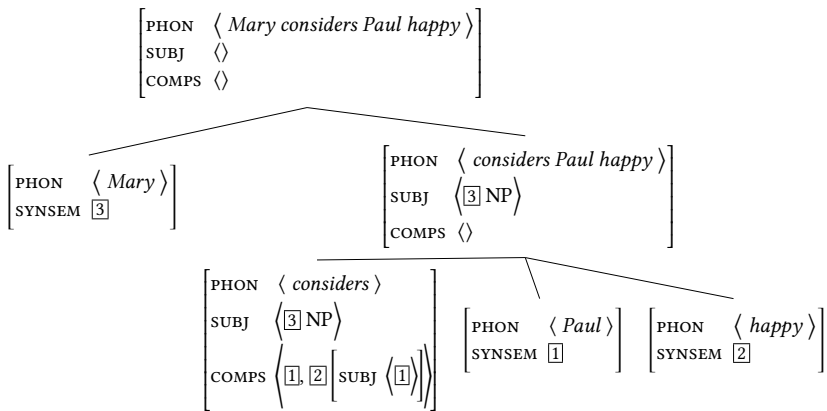 PHON ⟨ Mary considers Paul happy ⟩
SUBJ ⟨⟩
COMPS ⟨⟩
PHON ⟨ Mary ⟩
SYNSEM 3
PHON ⟨ considers Paul happy ⟩
SUBJ ⟨ 3 NP ⟩
COMPS ⟨⟩
PHON ⟨ considers ⟩
SUBJ ⟨ 3 NP ⟩
COMPS ⟨ 1, 2 [ SUBJ ⟨ 1 ⟩ ] ⟩
PHON ⟨ Paul ⟩
SYNSEM 1
PHON ⟨ happy ⟩
SYNSEM 2